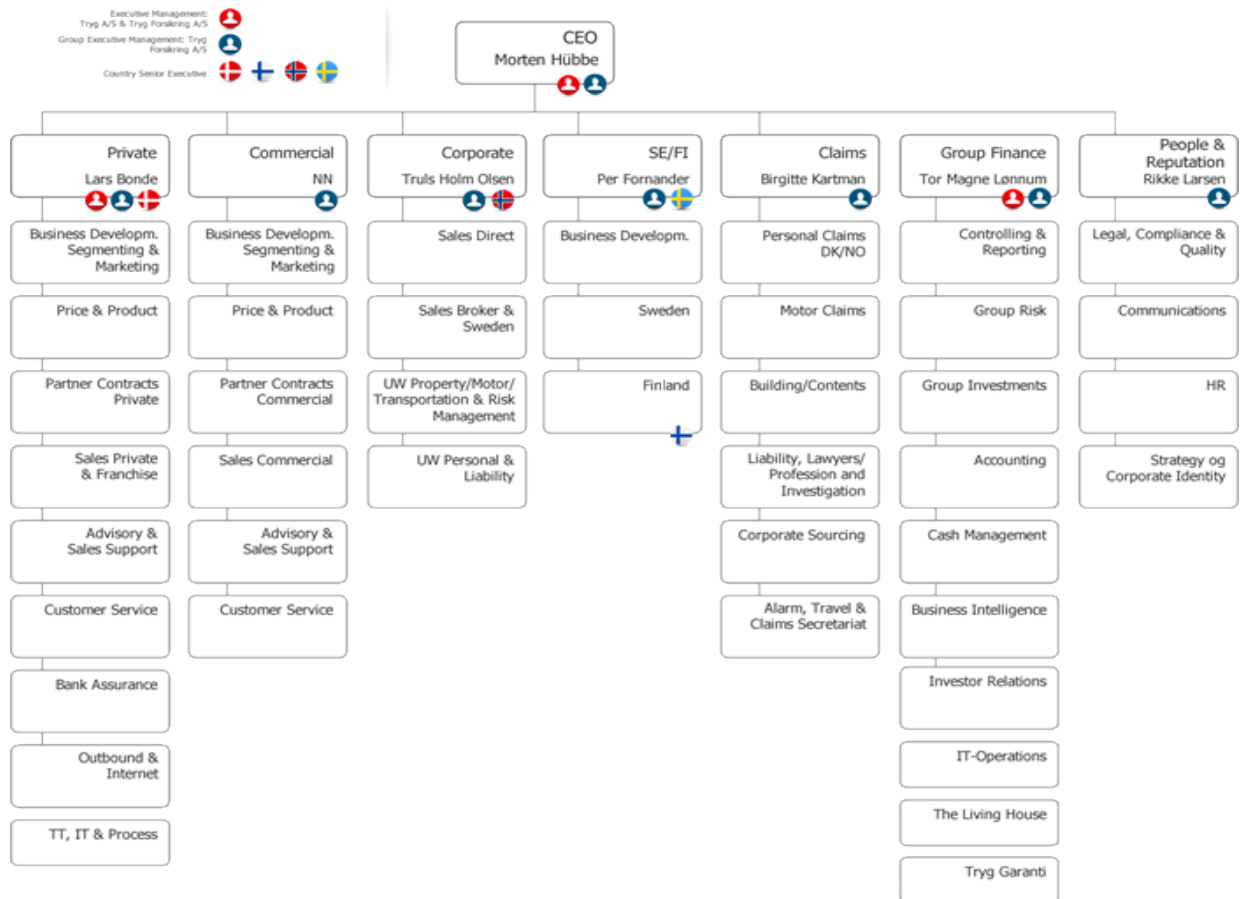 Executive Management:
Tryg A/S & Tryg Forsikring A/S
Group Executive Management: Tryg
Forsikring A/S
Country Senior Executive
CEO
Morten Hübbe
Private
Lars Bonde
Business Developm.
Segmenting &
Marketing
Price & Product
Partner Contracts
Private
Sales Private
& Franchise
Advisory &
Sales Support
Customer Service
Bank Assurance
Outbound &
Internet
TT, IT & Process
Commercial
NN
Business Developm.
Segmenting &
Marketing
Price & Product
Partner Contracts
Commercial
Sales Commercial
Advisory &
Sales Support
Customer Service
Corporate
Truls Holm Olsen
Sales Direct
Sales Broker &
Sweden
UW Property/Motor/
Transportation & Risk
Management
UW Personal &
Liability
SE/FI
Per Fornander
Business Developm.
Sweden
Finland
Claims
Birgitte Kartman
Personal Claims
DK/NO
Motor Claims
Building/Contents
Liability, Lawyers/
Profession and
Investigation
Corporate Sourcing
Alarm, Travel &
Claims Secretariat
Group Finance
Tor Magne Lønnum
Controlling &
Reporting
Group Risk
Group Investments
Accounting
Cash Management
Business Intelligence
Investor Relations
IT-Operations
The Living House
Tryg Garanti
People &
Reputation
Rikke Larsen
Legal, Compliance &
Quality
Communications
HR
Strategy og
Corporate Identity